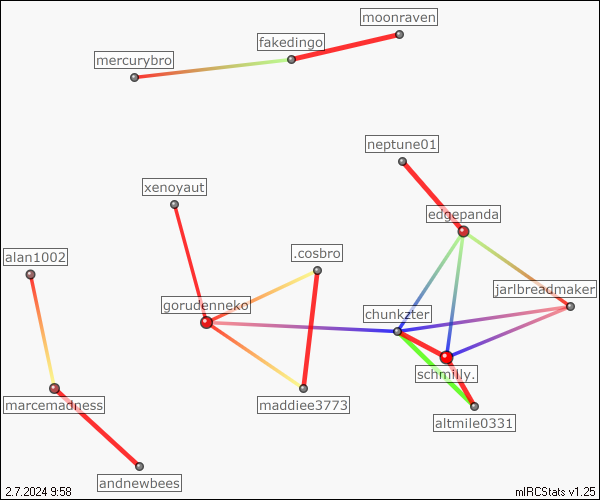 moonraven
fakedingo
mercurybro
neptune01
xenoyaut
edgepanda
.cosbro
alan1002
jarlbreadmaker
gorudenneko
chunkzter
schmilly.
marcemadness
maddiee3773
altmile0331
andnewbees
2.7.2024 9:58
mIRCStats v1.25